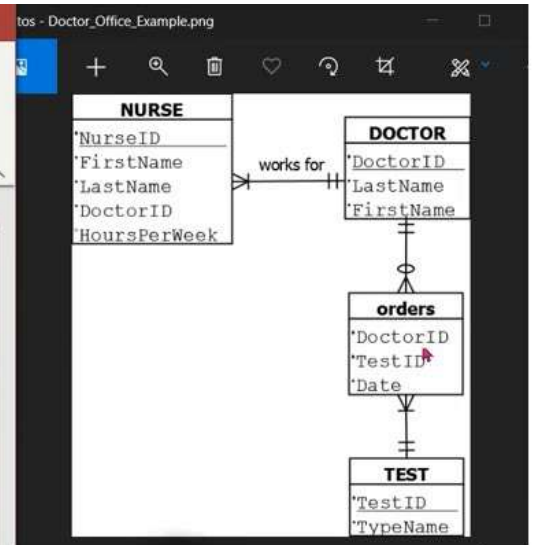 tos - Doctor_Office_Example.png
NURSE
*NurseID
*FirstName
*LastName
*DoctorID
*HoursPerWeek
works for
DOCTOR
*DoctorID
*LastName
*FirstName
orders
*DoctorID
*TestID
*Date
TEST
*TestID
*TypeName